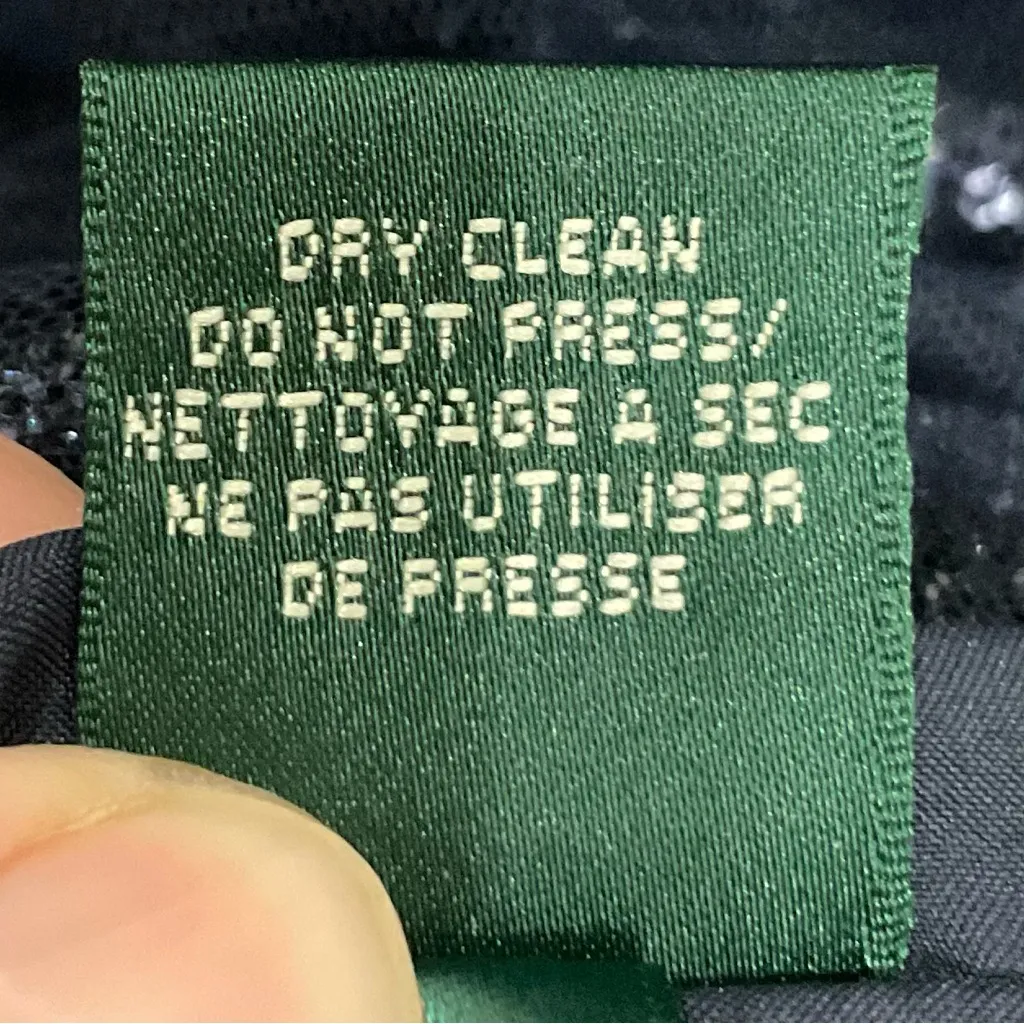 DRY CLEAN
DO NOT PRESS/
NETTOYAGE A SEC
NE PAS UTILISER
DE PRESSE